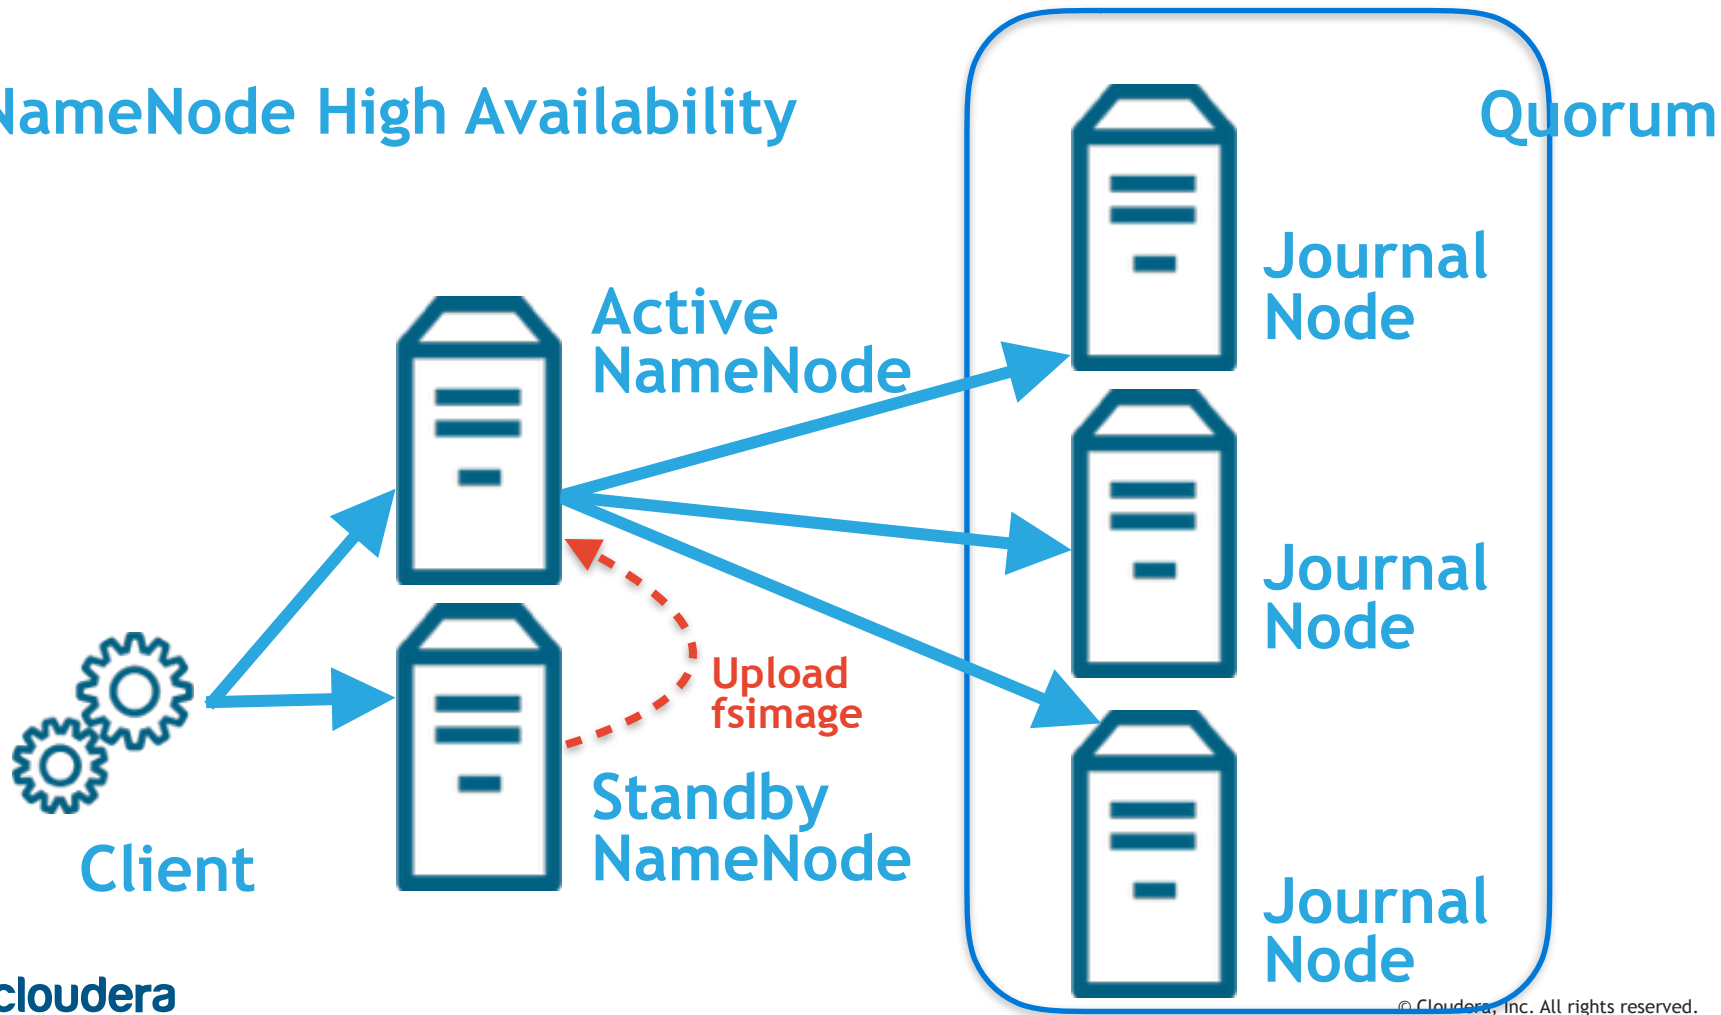 NameNode High Availability
Quorum
Journal
Node
Active
NameNode
Journal
Node
Upload
fsimage
Standby
NameNode
Client
Journal
Node
cloudera
© Cloudera, Inc. All rights reserved.